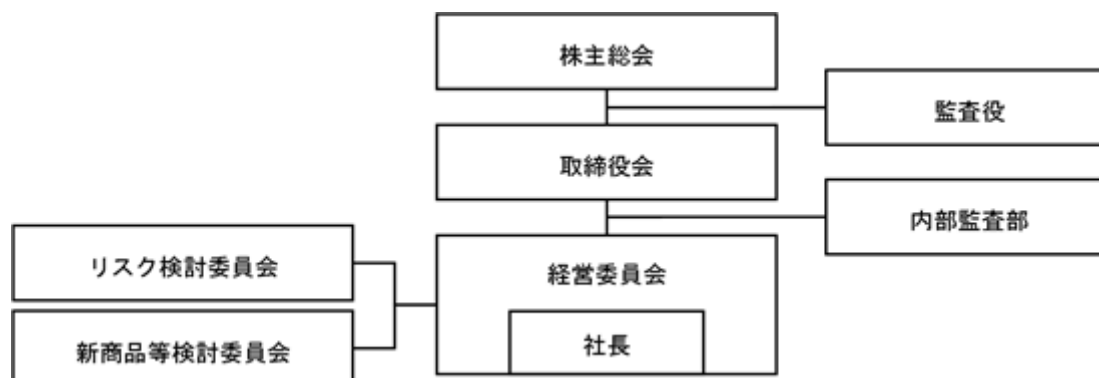 株主総会
監査役
取締役会
内部監査部
リスク検討委員会
経営委員会
新商品等検討委員会
社長